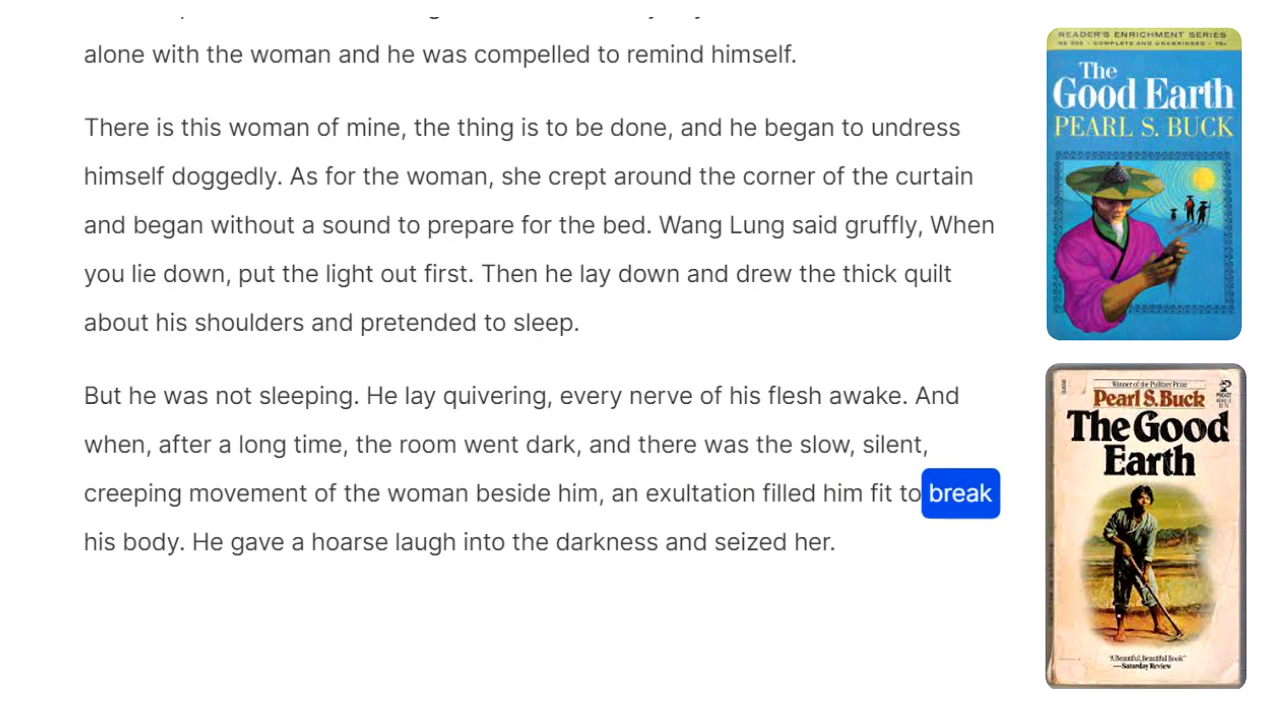 alone with the woman and he was compelled to remind himself.
There is this woman of mine, the thing is to be done, and he began to undress
himself doggedly. As for the woman, she crept around the corner of the curtain
and began without a sound to prepare for the bed. Wang Lung said gruffly, When
you lie down, put the light out first. Then he lay down and drew the thick quilt
about his shoulders and pretended to sleep.
But he was not sleeping. He lay quivering, every nerve of his flesh awake. And
when, after a long time, the room went dark, and there was the slow, silent,
creeping movement of the woman beside him, an exultation filled him fit to break
his body. He gave a hoarse laugh into the darkness and seized her.
READER'S ENRICHMENT SERIES
COMPLETE AND UNABRIDGED
The
Good Earth
PEARL S. BUCK
Winner of the Pulitzer Prize
Pearl S. Buck
The Good
Earth
"A Beautiful, Beautiful Book"
—Saturday Review